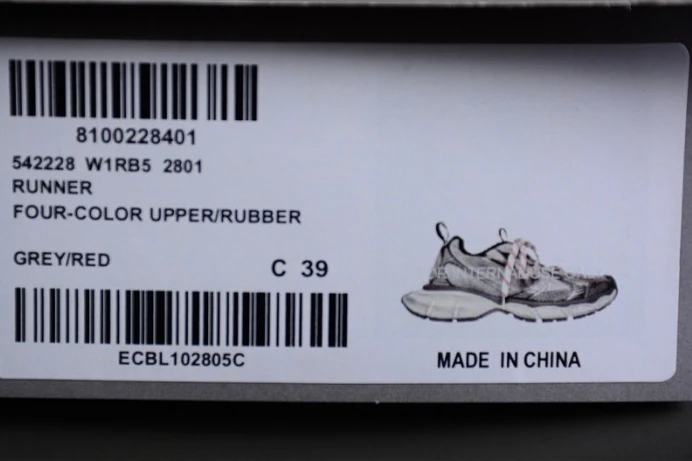 8100228401
542228 W1RB5 2801
RUNNER
FOUR-COLOR UPPER/RUBBER
GREY/RED
C 39
ECBL102805C
MADE IN CHINA